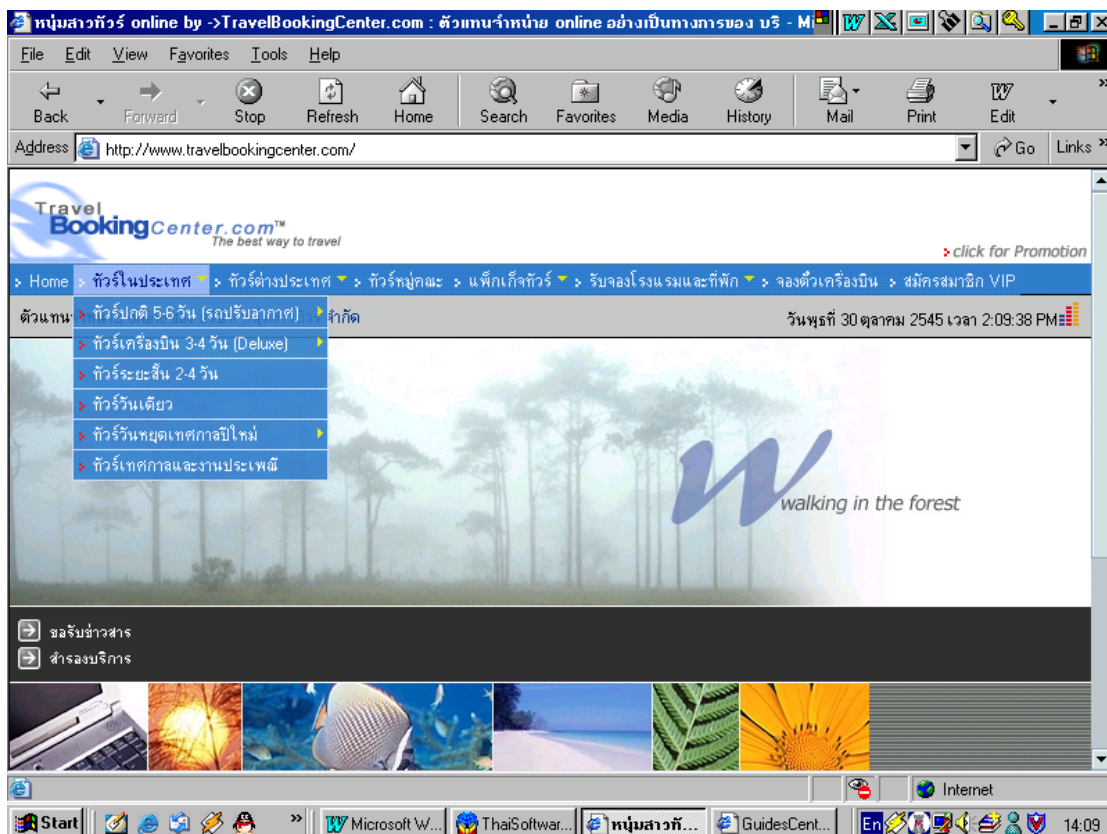 หนุ่มสาวทัวร์ online by ->TravelBookingCenter.com : ตัวแทนจำหน่าย online อย่างเป็นทางการของ บริ - Mi
File Edit View Favorites Tools Help
Back Forward Stop Refresh Home Search Favorites Media History Mail Print Edit
Address http://www.travelbookingcenter.com/ Go Links
Travel
BookingCenter.com™
The best way to travel
click for Promotion
Home ทัวร์ในประเทศ ทัวร์ต่างประเทศ ทัวร์หมู่คณะ แพ็กเก็จทัวร์ รับจองโรงแรมและที่พัก จองตั๋วเครื่องบิน สมัครสมาชิก VIP
ตัวแทน จำกัด วันพุธที่ 30 ตุลาคม 2545 เวลา 2:09:38 PM
ทัวร์ปกติ 5-6 วัน (รถปรับอากาศ)
ทัวร์เครื่องบิน 3-4 วัน (Deluxe)
ทัวร์ระยะสั้น 2-4 วัน
ทัวร์วันเดียว
ทัวร์วันหยุดเทศกาลปีใหม่
ทัวร์เทศกาลและงานประเพณี
w
walking in the forest
ขอรับข่าวสาร
สำรองบริการ
Internet
Start Microsoft W... ThaiSoftwar... หนุ่มสาวทั... GuidesCent... En 14:09